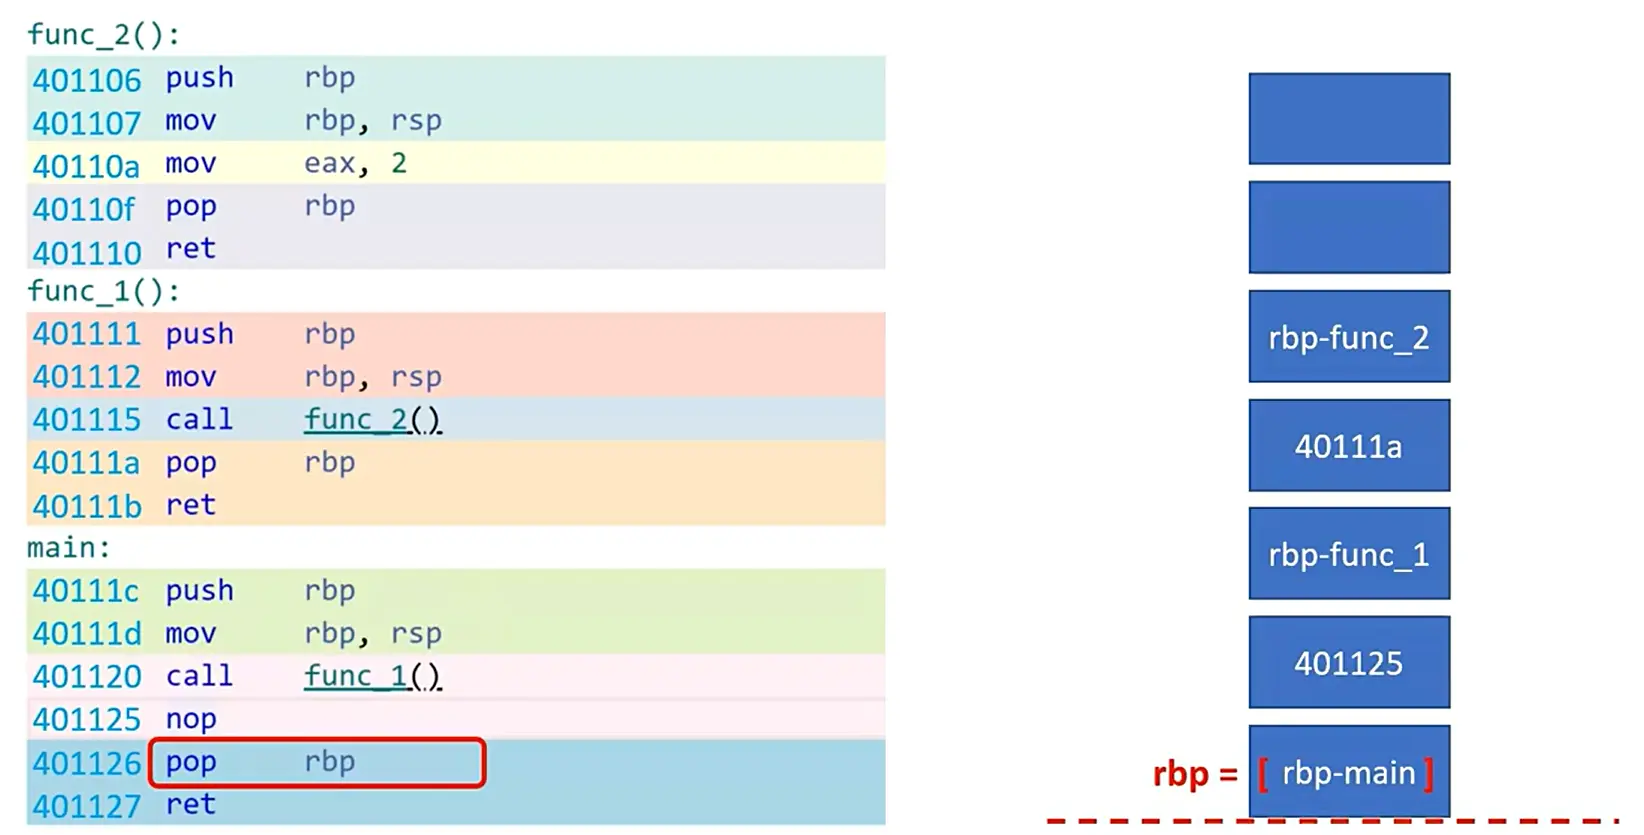 func_2():
401106 push rbp
401107 mov rbp, rsp
40110a mov eax, 2
40110f pop rbp
401110 ret
func_1():
401111 push rbp
401112 mov rbp, rsp
401115 call func_2()
40111a pop rbp
40111b ret
main:
40111c push rbp
40111d mov rbp, rsp
401120 call func_1()
401125 nop
401126 pop rbp
401127 ret
rbp-func_2
40111a
rbp-func_1
401125
rbp = [ rbp-main ]